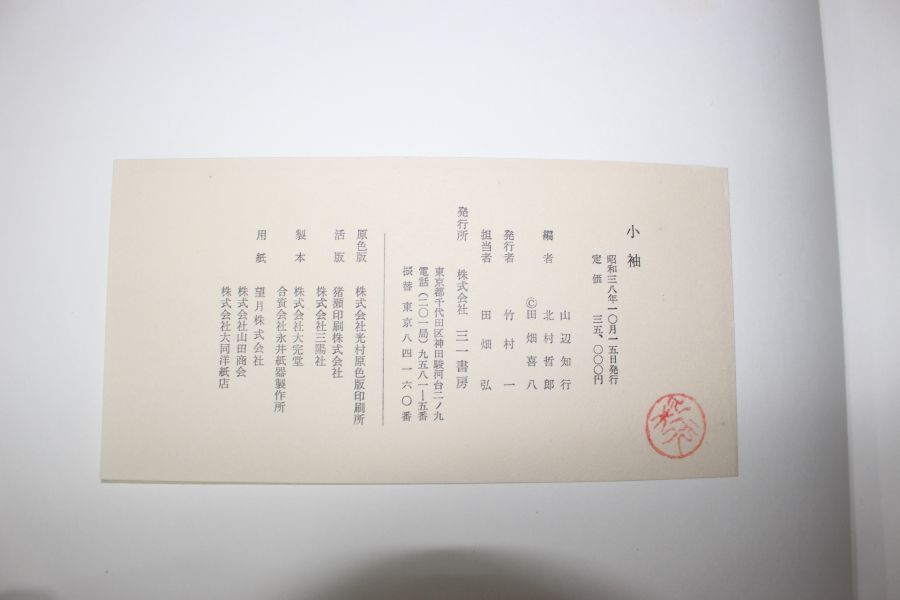 小袖
昭和三八年一〇月一五日発行
定価 三五、〇〇〇円
山辺知行
編者 北村哲郎
©田畑喜八
発行者 竹村一
担当者 田畑弘
発行所 株式会社 三一書房
東京都千代田区神田駿河台二ノ九
電話(二〇一局)九五八一―五番
振替東京八四一六〇番
原色版 株式会社光村原色版印刷所
活版 猪瀬印刷株式会社
株式会社三陽社
製本 株式会社大完堂
合資会社永井紙器製作所
用紙 望月株式会社
株式会社山田商会
株式会社大同洋紙店